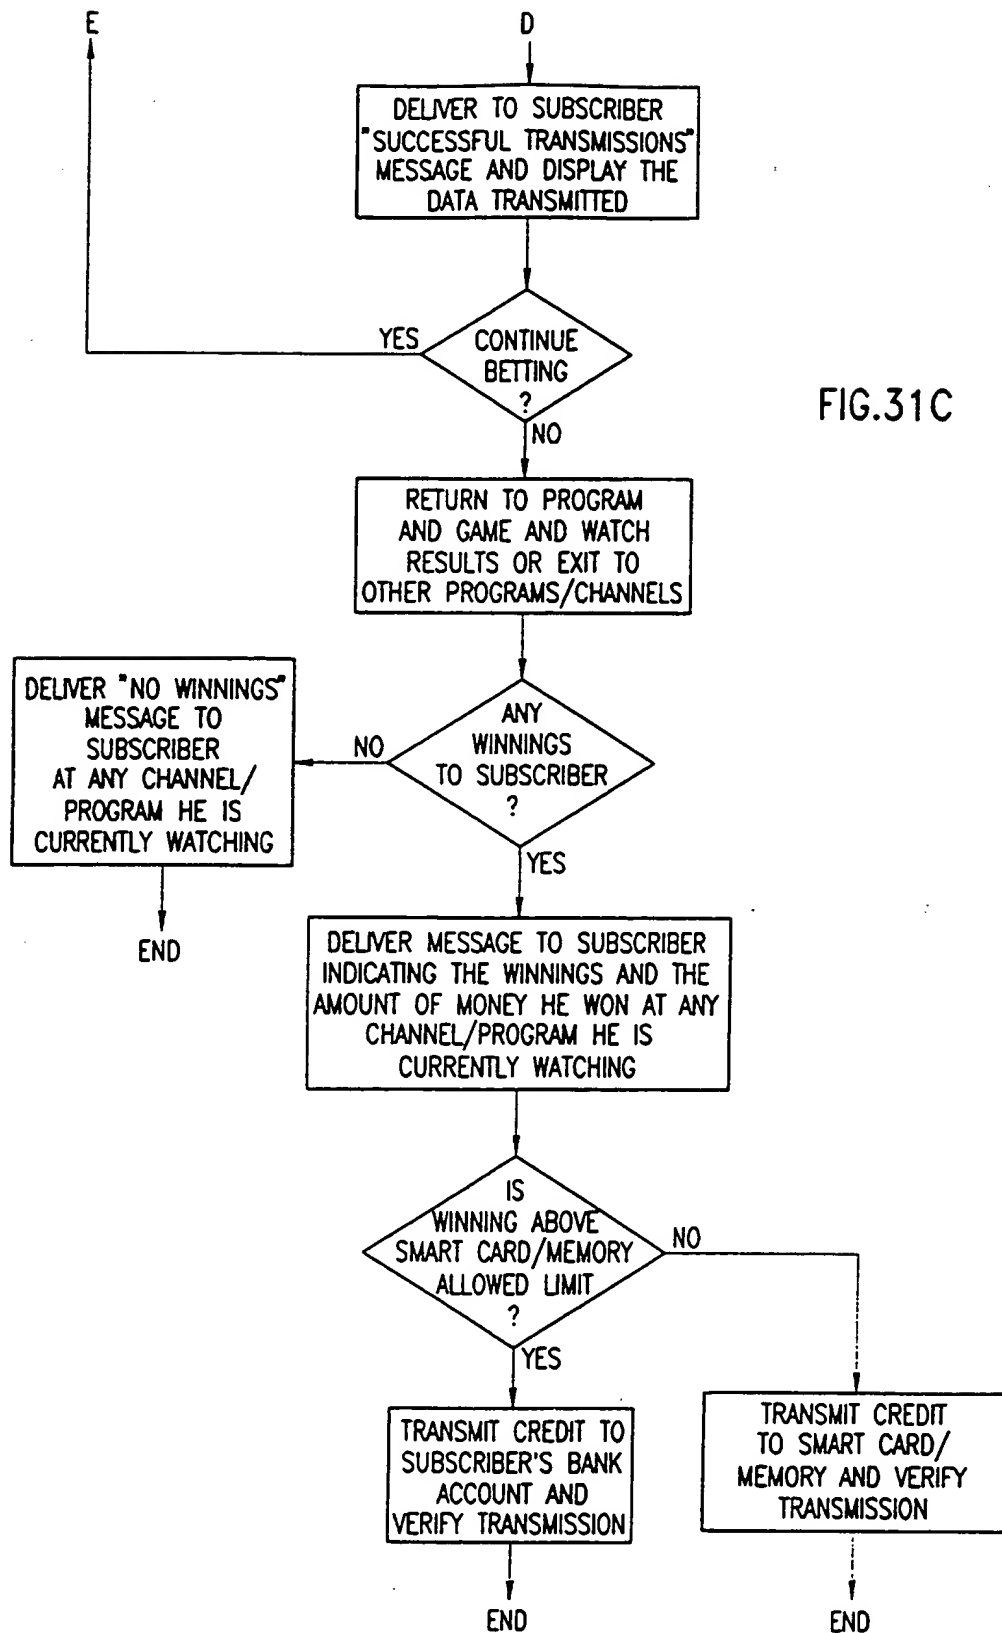 E
D
DELIVER TO SUBSCRIBER
"SUCCESSFUL TRANSMISSIONS"
MESSAGE AND DISPLAY THE
DATA TRANSMITTED
YES
CONTINUE
BETTING
?
NO
FIG.31C
RETURN TO PROGRAM
AND GAME AND WATCH
RESULTS OR EXIT TO
OTHER PROGRAMS/CHANNELS
DELIVER "NO WINNINGS"
MESSAGE TO
SUBSCRIBER
AT ANY CHANNEL/
PROGRAM HE IS
CURRENTLY WATCHING
END
NO
ANY
WINNINGS
TO SUBSCRIBER
?
YES
DELIVER MESSAGE TO SUBSCRIBER
INDICATING THE WINNINGS AND THE
AMOUNT OF MONEY HE WON AT ANY
CHANNEL/PROGRAM HE IS
CURRENTLY WATCHING
IS
WINNING ABOVE
SMART CARD/MEMORY
ALLOWED LIMIT
?
NO
YES
TRANSMIT CREDIT TO
SUBSCRIBER'S BANK
ACCOUNT AND
VERIFY TRANSMISSION
END
TRANSMIT CREDIT
TO SMART CARD/
MEMORY AND VERIFY
TRANSMISSION
END